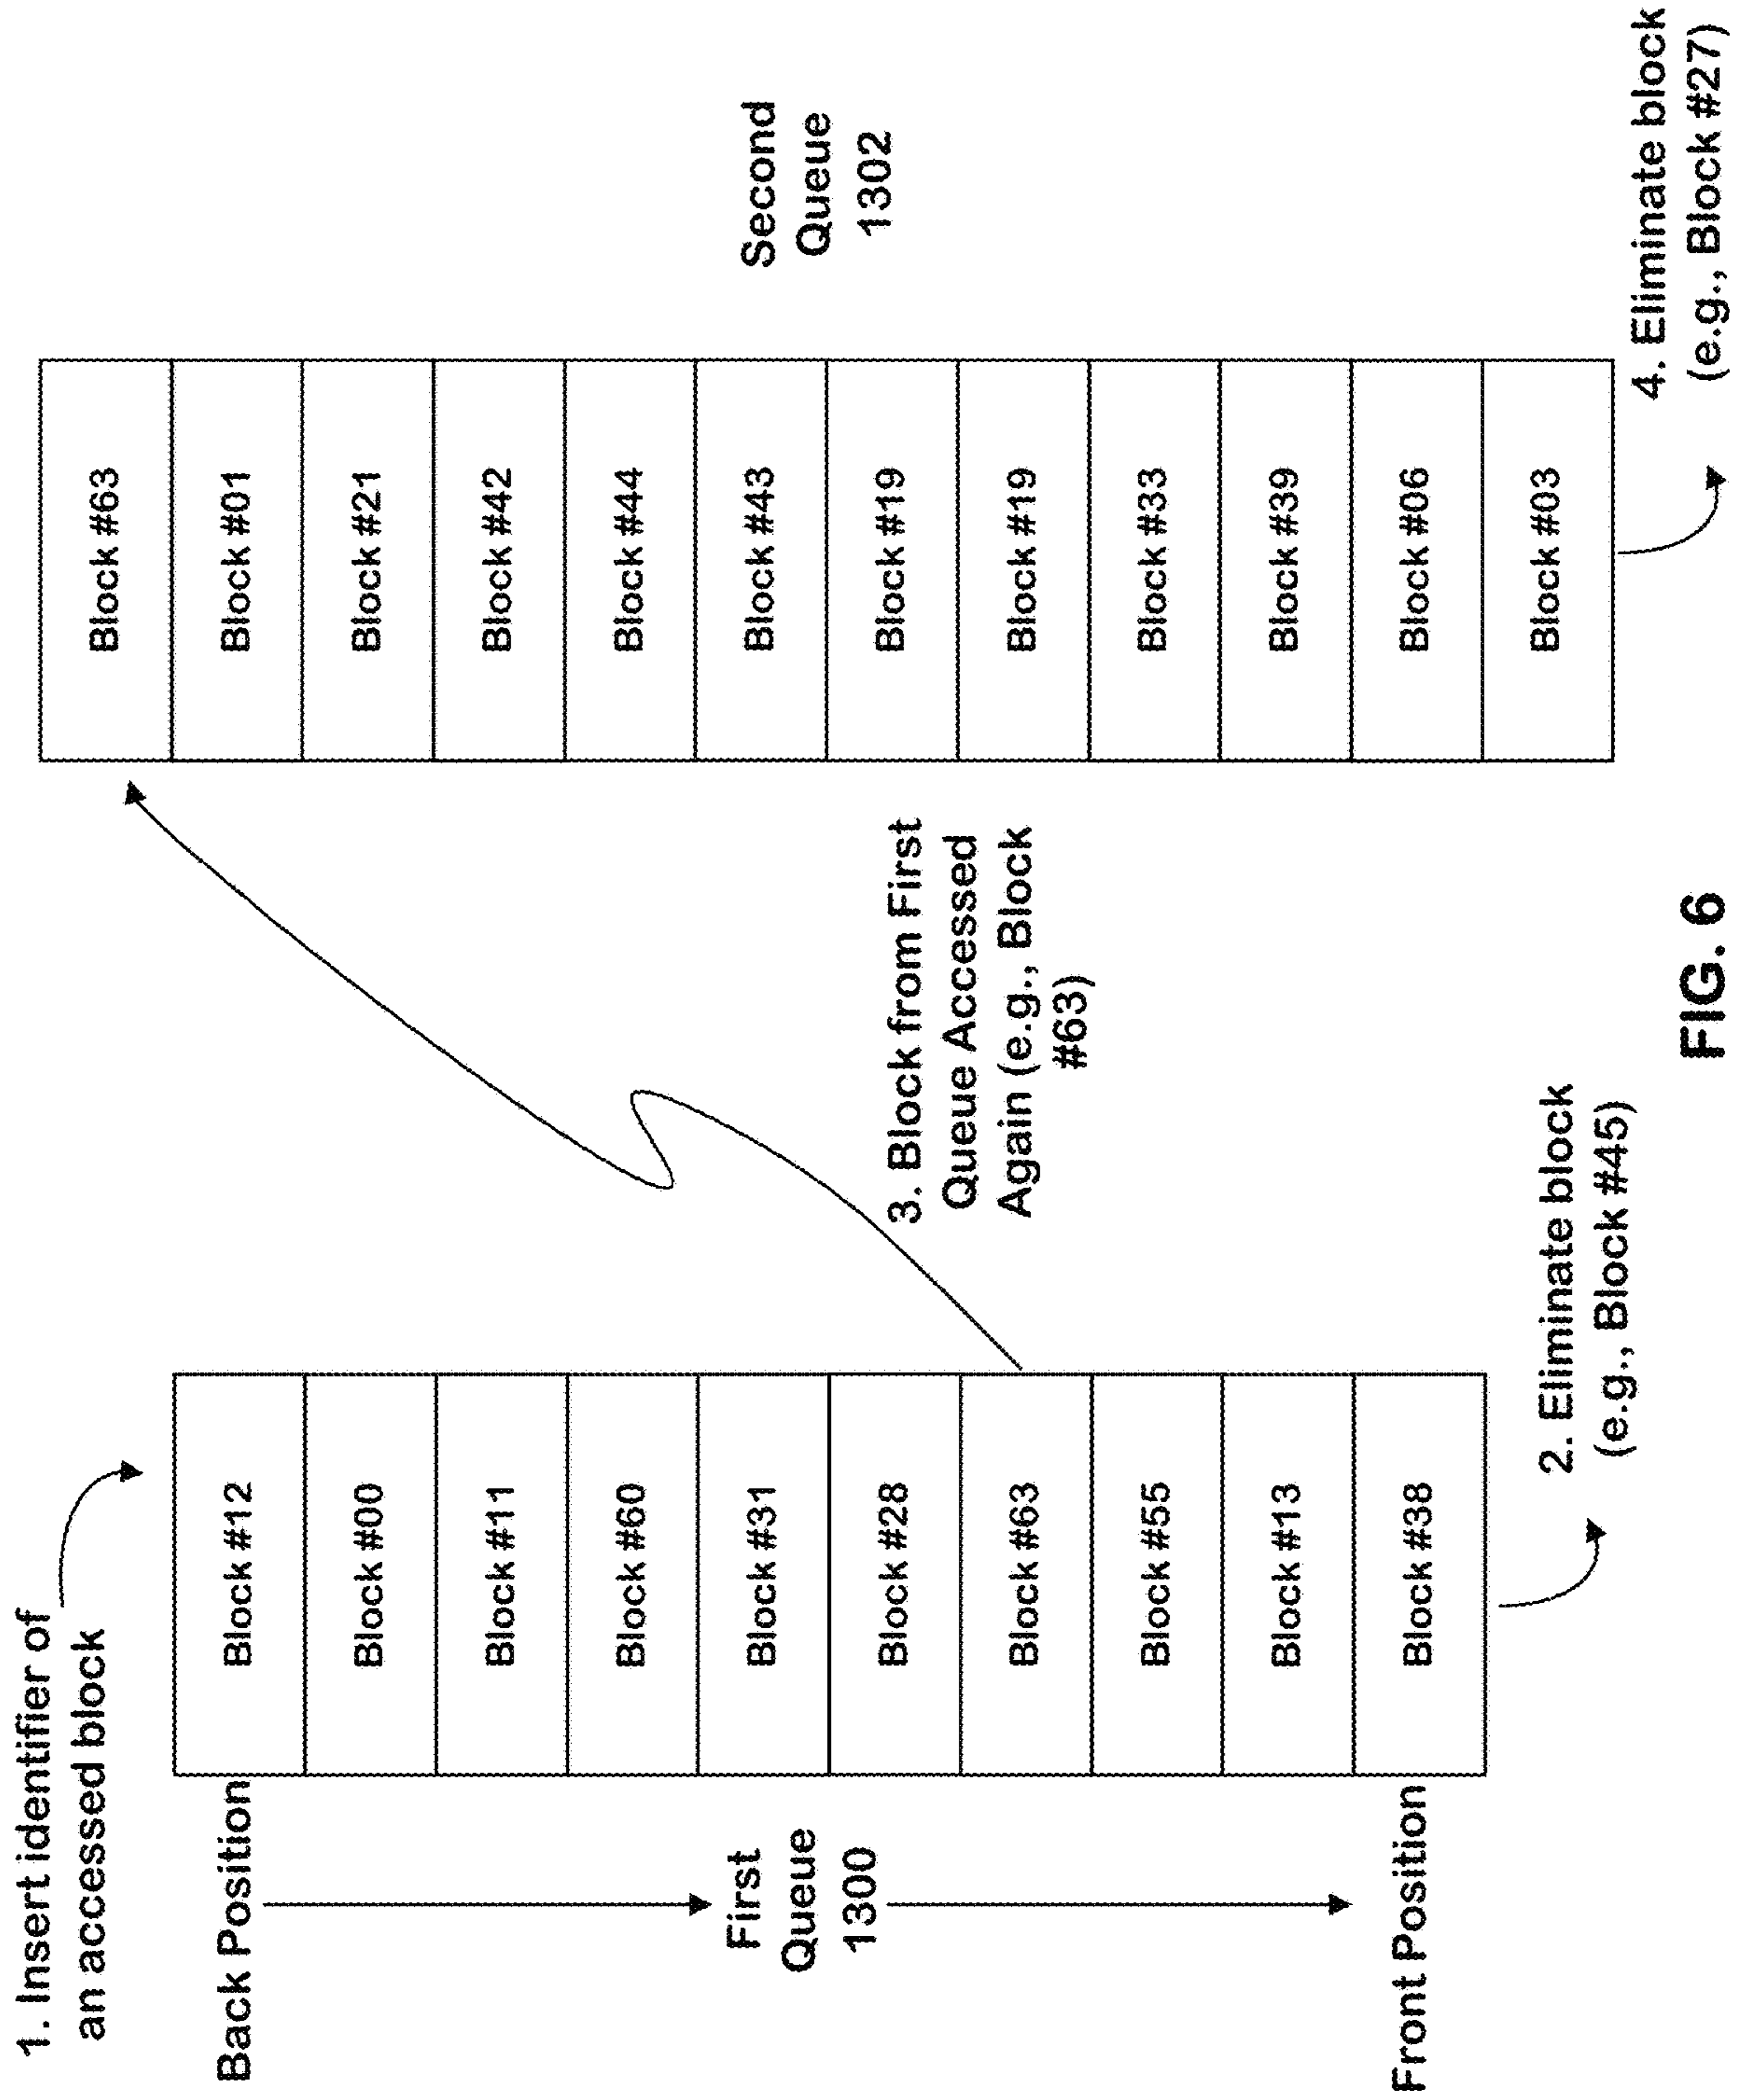 1. Insert identifier of
an accessed block
Back Position
First
Queue
1300
Front Position
Block #12
Block #00
Block #11
Block #60
Block #31
Block #28
Block #63
Block #55
Block #13
Block #38
2. Eliminate block
(e.g., Block #45)
3. Block from First
Queue Accessed
Again (e.g., Block
#63)
Block #63
Block #01
Block #21
Block #42
Block #44
Block #43
Block #19
Block #19
Block #33
Block #39
Block #06
Block #03
Second
Queue
1302
4. Eliminate block
(e.g., Block #27)
FIG. 6